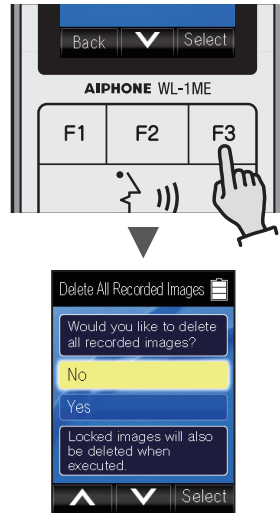 Back Select
AIPHONE WL-1ME
F1 F2 F3
Delete All Recorded Images
Would you like to delete
all recorded images?
No
Yes
Locked images will also
be deleted when
executed.
Select